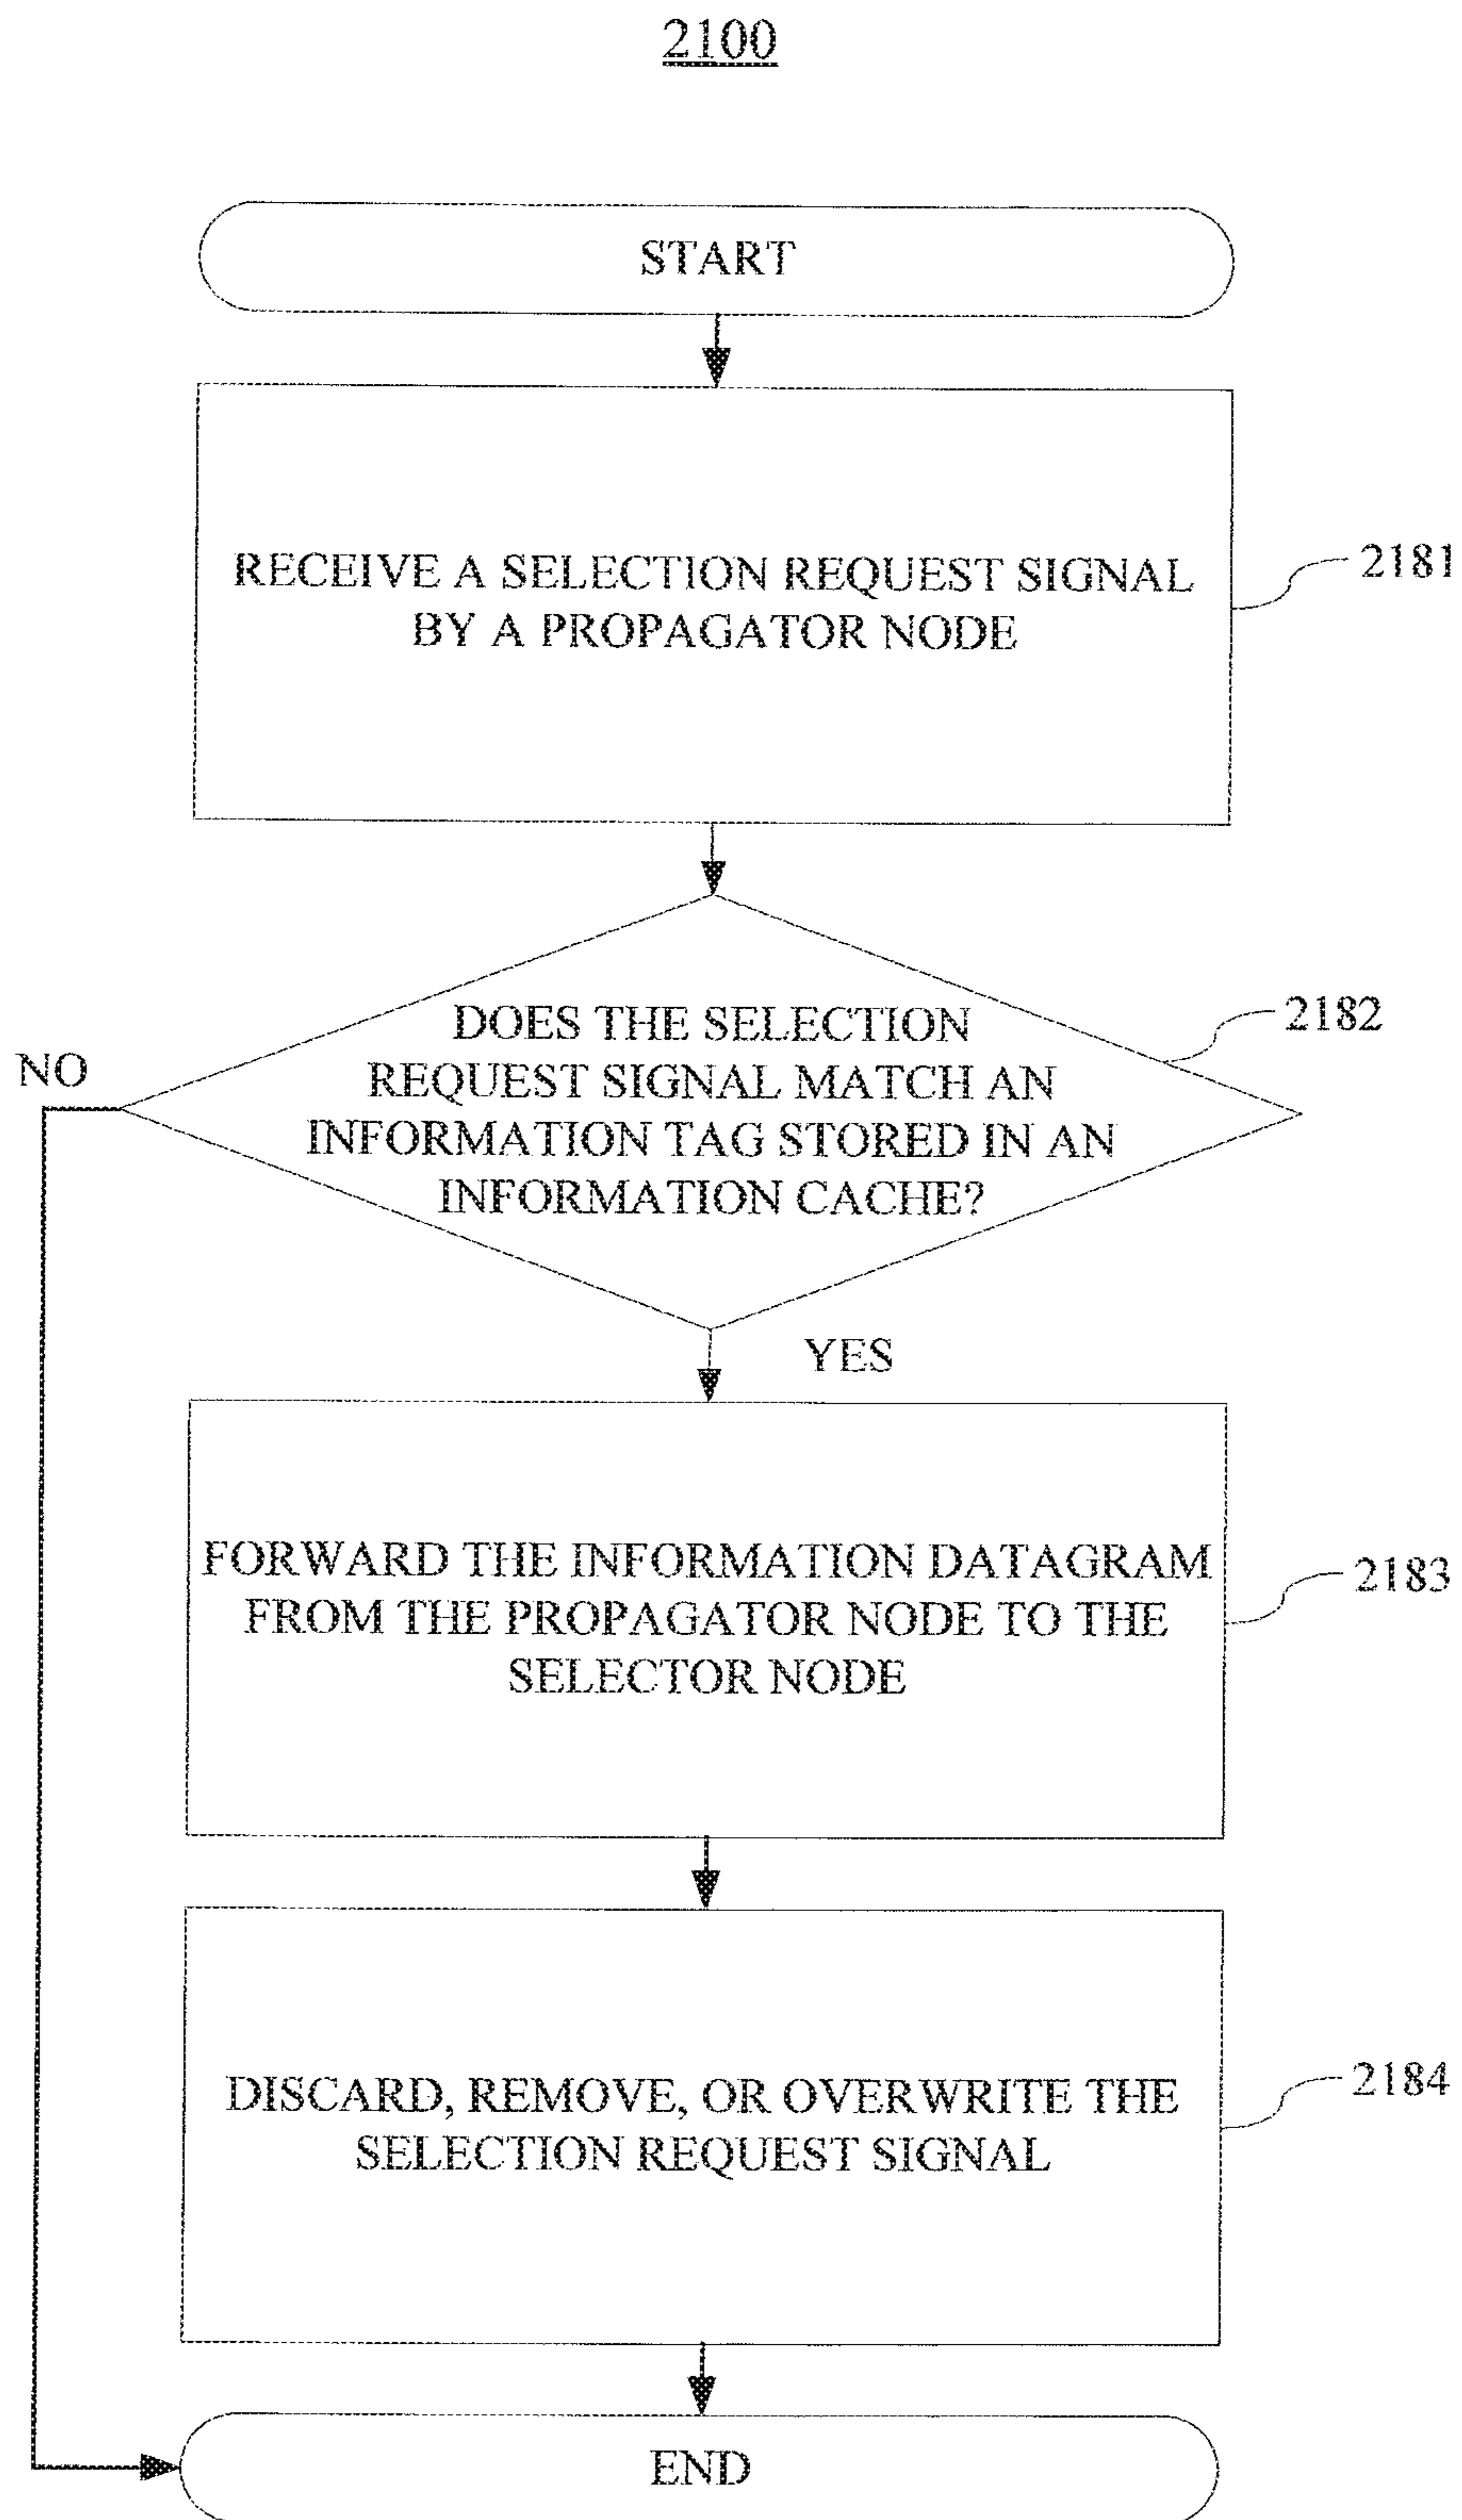 2100
START
RECEIVE A SELECTION REQUEST SIGNAL
BY A PROPAGATOR NODE
2181
DOES THE SELECTION
REQUEST SIGNAL MATCH AN
INFORMATION TAG STORED IN AN
INFORMATION CACHE?
2182
NO
YES
FORWARD THE INFORMATION DATAGRAM
FROM THE PROPAGATOR NODE TO THE
SELECTOR NODE
2183
DISCARD, REMOVE, OR OVERWRITE THE
SELECTION REQUEST SIGNAL
2184
END